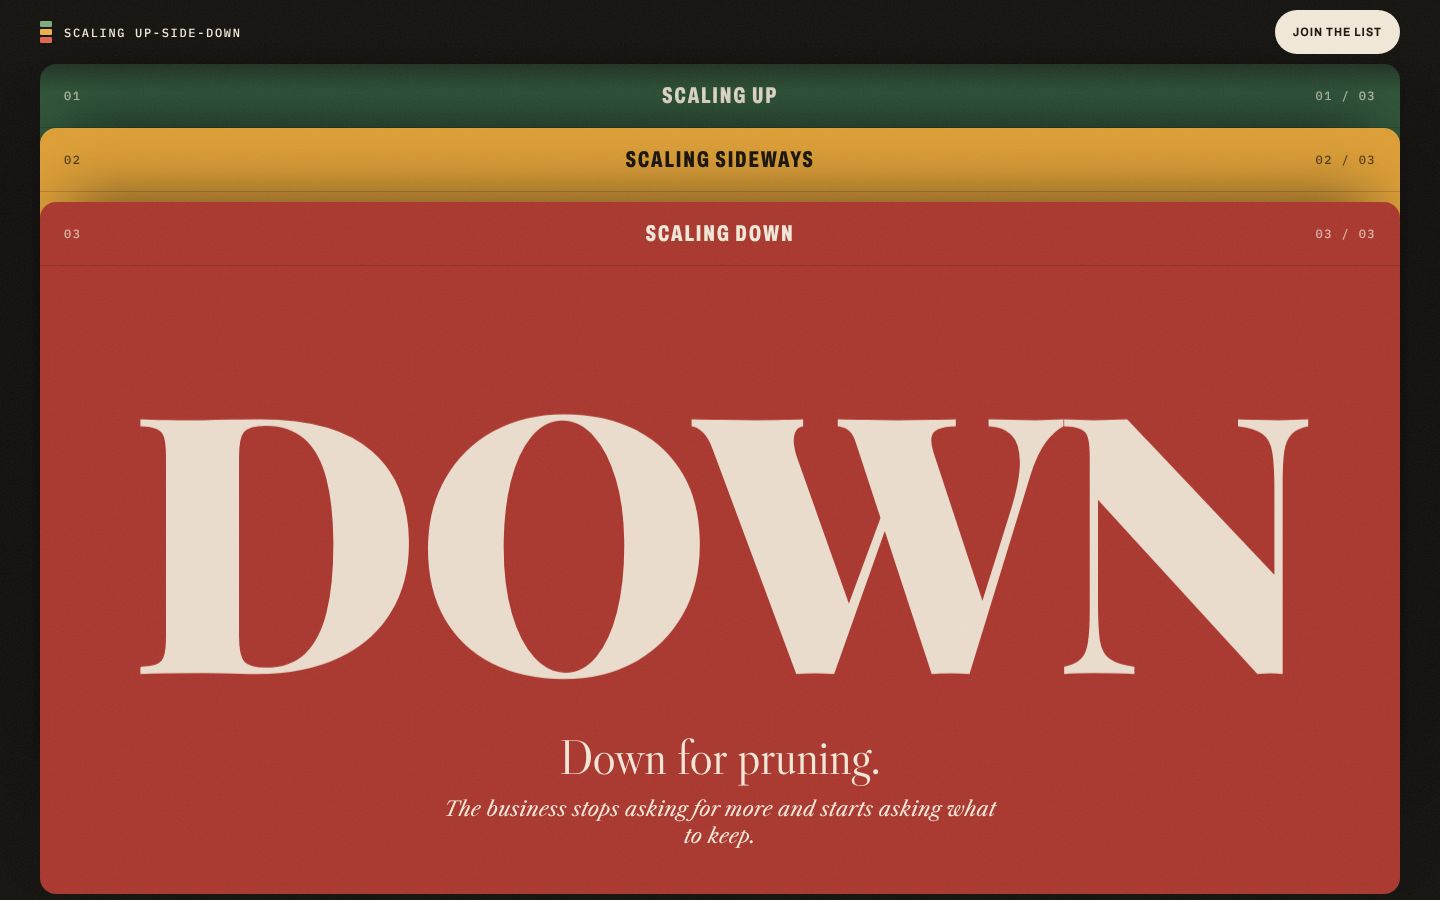 SCALING UP-SIDE-DOWN
JOIN THE LIST
01
SCALING UP
01 / 03
02
SCALING SIDEWAYS
02 / 03
03
SCALING DOWN
03 / 03
DOWN
Down for pruning.
The business stops asking for more and starts asking what
to keep.